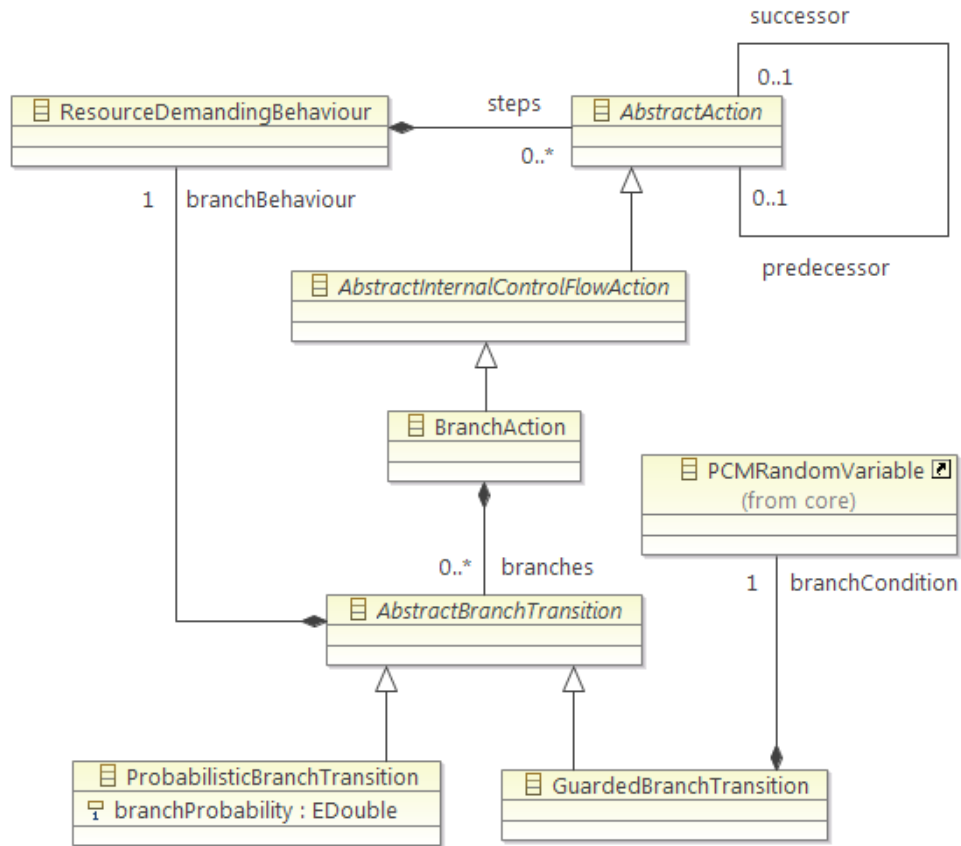 successor
0..1
ResourceDemandingBehaviour
steps
AbstractAction
0..*
1 branchBehaviour
0..1
predecessor
AbstractInternalControlFlowAction
BranchAction
PCMRandomVariable
(from core)
0..* branches
1 branchCondition
AbstractBranchTransition
ProbabilisticBranchTransition
1 branchProbability : EDouble
GuardedBranchTransition